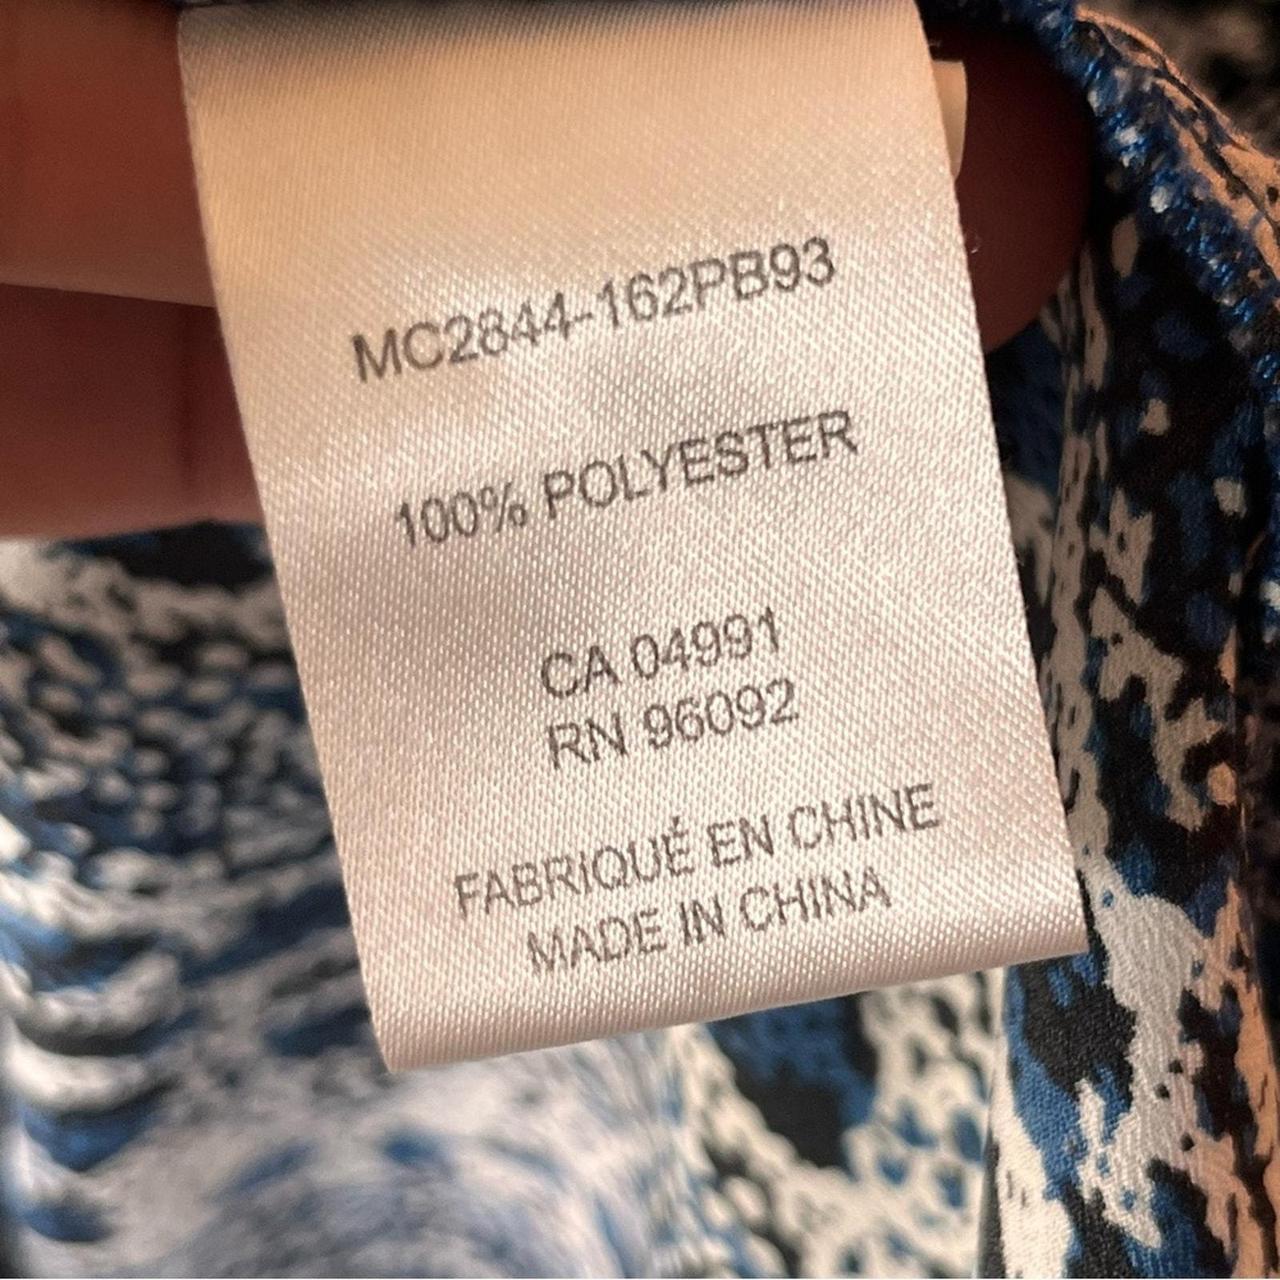 MC2844-162PB93
100% POLYESTER
CA 04991
RN 96092
FABRIQUÉ EN CHINE
MADE IN CHINA